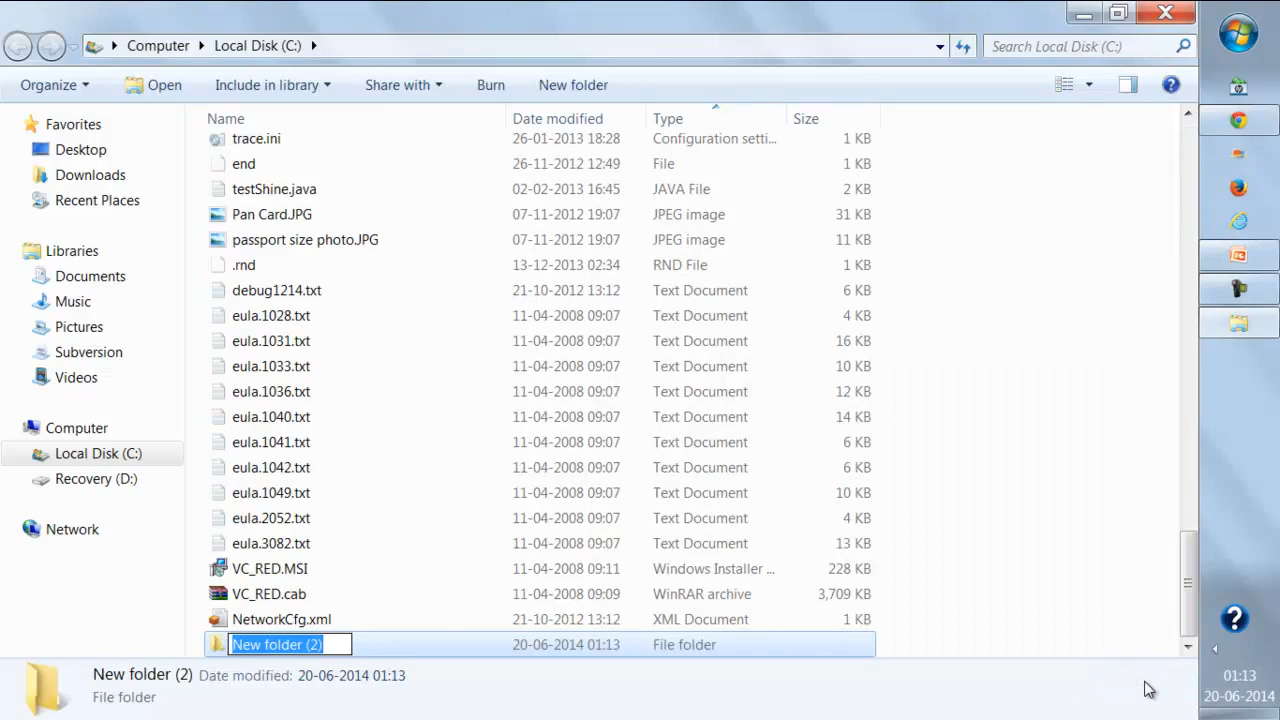 Computer Local Disk (C:) Search Local Disk (C:)
Organize Open Include in library Share with Burn New folder
Name Date modified Type Size
Favorites
Desktop
Downloads
Recent Places
Libraries
Documents
Music
Pictures
Subversion
Videos
Computer
Local Disk (C:)
Recovery (D:)
Network
trace.ini 26-01-2013 18:28 Configuration setti... 1 KB
end 26-11-2012 12:49 File 1 KB
testShine.java 02-02-2013 16:45 JAVA File 2 KB
Pan Card.JPG 07-11-2012 19:07 JPEG image 31 KB
passport size photo.JPG 07-11-2012 19:07 JPEG image 11 KB
.rnd 13-12-2013 02:34 RND File 1 KB
debug1214.txt 21-12-2012 13:12 Text Document 6 KB
eula.1028.txt 11-04-2008 09:07 Text Document 4 KB
eula.1031.txt 11-04-2008 09:07 Text Document 16 KB
eula.1033.txt 11-04-2008 09:07 Text Document 10 KB
eula.1036.txt 11-04-2008 09:07 Text Document 12 KB
eula.1040.txt 11-04-2008 09:07 Text Document 14 KB
eula.1041.txt 11-04-2008 09:07 Text Document 6 KB
eula.1042.txt 11-04-2008 09:07 Text Document 6 KB
eula.1049.txt 11-04-2008 09:07 Text Document 10 KB
eula.2052.txt 11-04-2008 09:07 Text Document 4 KB
eula.3082.txt 11-04-2008 09:07 Text Document 13 KB
VC_RED.MSI 11-04-2008 09:11 Windows Installer ... 228 KB
VC_RED.cab 11-04-2008 09:09 WinRAR archive 3,709 KB
NetworkCfg.xml 21-12-2012 13:12 XML Document 1 KB
New folder (2) 20-06-2014 01:13 File folder
New folder (2) Date modified: 20-06-2014 01:13
File folder
01:13
20-06-2014